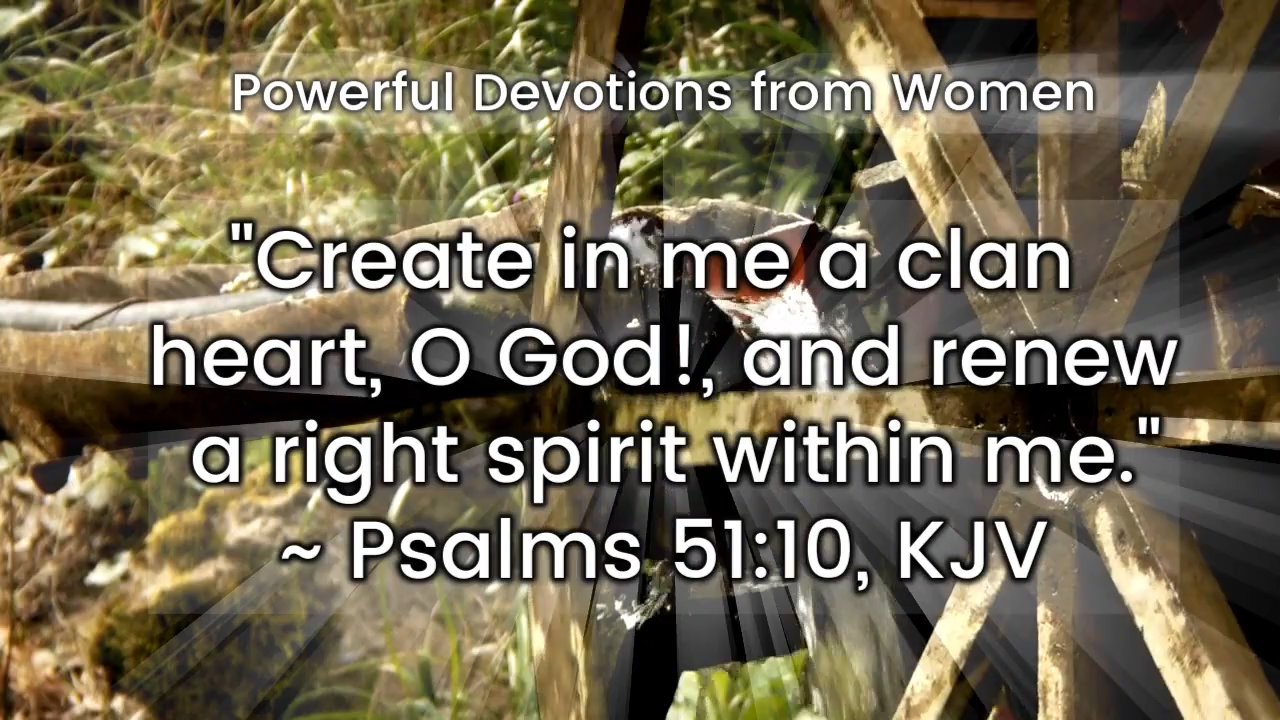 Powerful Devotions from Women
"Create in me a clan
heart, O God!, and renew
a right spirit within me."
~ Psalms 51:10, KJV